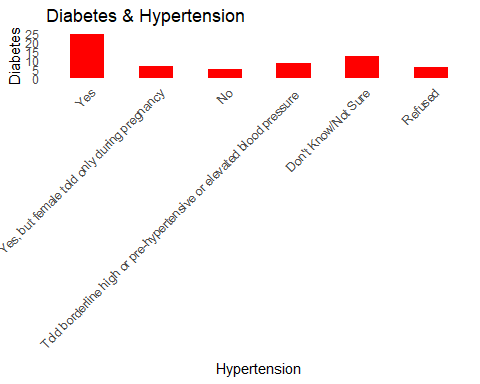 Diabetes & Hypertension
Diabetes
25
20
15
10
5
0
Yes
Yes, but female told only during pregnancy
No
Told borderline high or pre-hypertensive or elevated blood pressure
Don't Know/Not Sure
Refused
Hypertension